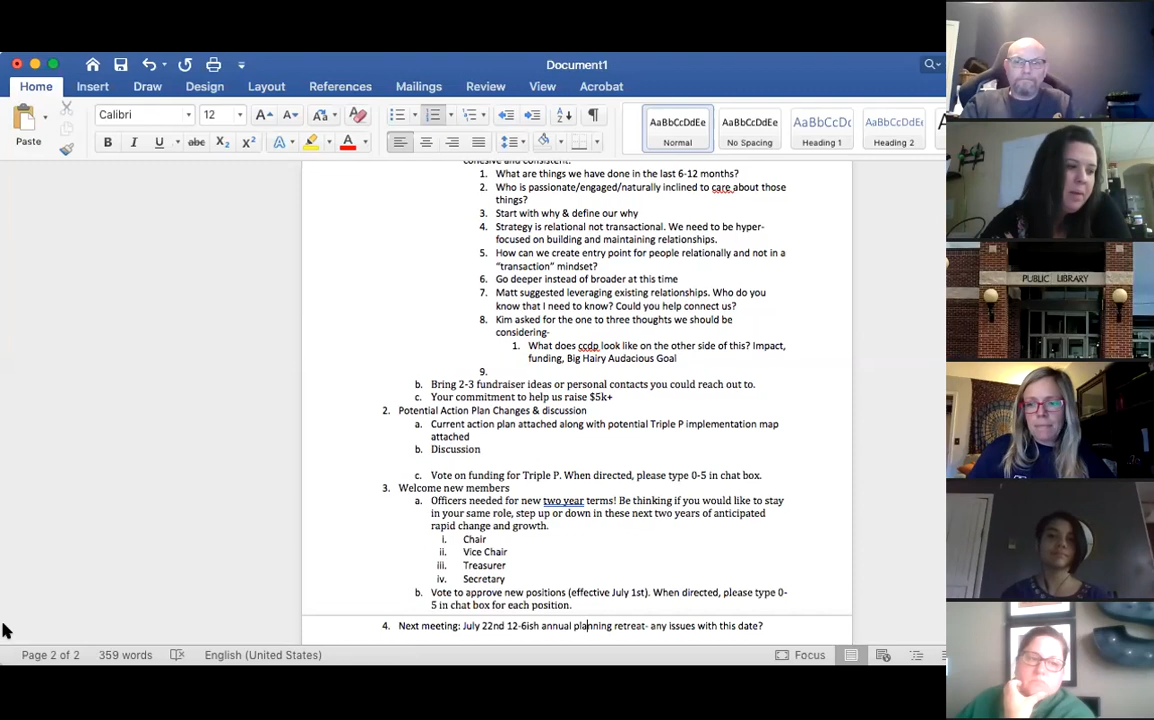 Document1
Home Insert Draw Design Layout References Mailings Review View Acrobat
Paste
Calibri 12
AaBbCcDdEe AaBbCcDdEe AaBbCcDc AaBbCcDdEe
Normal No Spacing Heading 1 Heading 2
cohesive and consistent.
1. What are things we have done in the last 6-12 months?
2. Who is passionate/engaged/naturally inclined to care about those
things?
3. Start with why & define our why
4. Strategy is relational not transactional. We need to be hyper-
focused on building and maintaining relationships.
5. How can we create entry point for people relationally and not in a
“transaction” mindset?
6. Go deeper instead of broader at this time
7. Matt suggested leveraging existing relationships. Who do you
know that I need to know? Could you help connect us?
8. Kim asked for the one to three thoughts we should be
considering-
1. What does ccdp look like on the other side of this? Impact,
funding, Big Hairy Audacious Goal
9.
b. Bring 2-3 fundraiser ideas or personal contacts you could reach out to.
c. Your commitment to help us raise $5k+
2. Potential Action Plan Changes & discussion
a. Current action plan attached along with potential Triple P implementation map
attached
b. Discussion
c. Vote on funding for Triple P. When directed, please type 0-5 in chat box.
3. Welcome new members
a. Officers needed for new two year terms! Be thinking if you would like to stay
in your same role, step up or down in these next two years of anticipated
rapid change and growth.
i. Chair
ii. Vice Chair
iii. Treasurer
iv. Secretary
b. Vote to approve new positions (effective July 1st). When directed, please type 0-
5 in chat box for each position.
4. Next meeting: July 22nd 12-6ish annual planning retreat- any issues with this date?
Page 2 of 2 359 words English (United States) Focus
PUBLIC LIBRARY